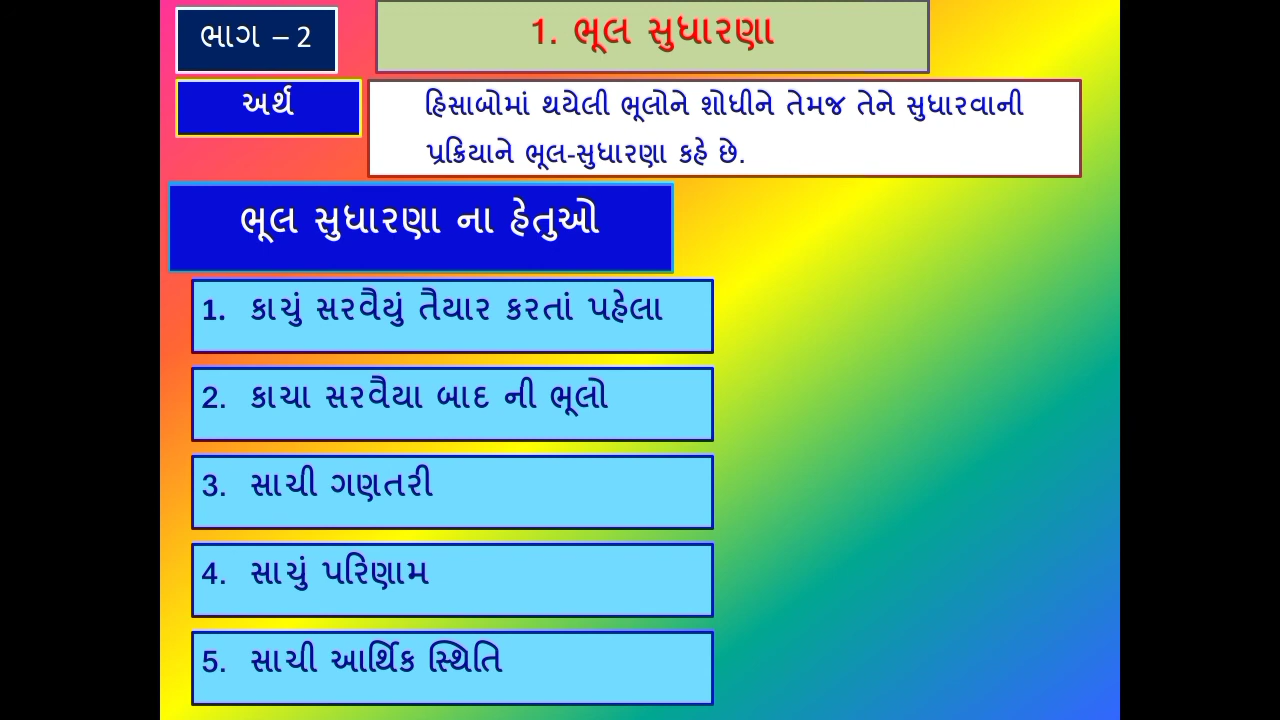 ભાગ – 2
1. ભૂલ સુધારણા
અર્થ
હિસાબોમાં થયેલી ભૂલોને શોધીને તેમજ તેને સુધારવાની
પ્રક્રિયાને ભૂલ-સુધારણા કહે છે.
ભૂલ સુધારણા ના હેતુઓ
1. કાચું સરવૈયું તૈયાર કરતાં પહેલા
2. કાચા સરવૈયા બાદ ની ભૂલો
3. સાચી ગણતરી
4. સાચું પરિણામ
5. સાચી આર્થિક સ્થિતિ